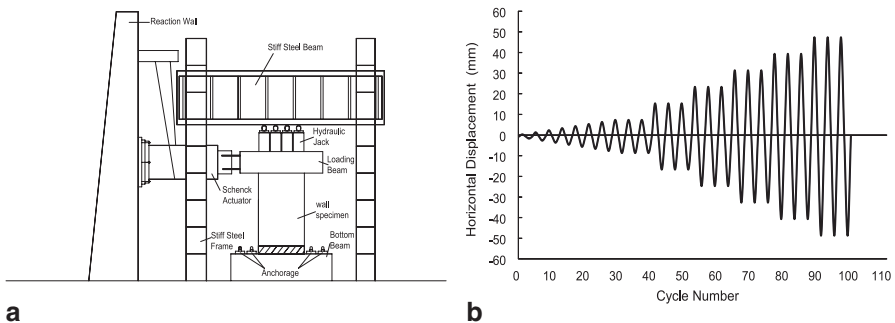 Reaction Wall
Stiff Steel Beam
Hydraulic
Jack
Loading
Beam
Schenck
Actuator
wall
specimen
Stiff Steel
Frame
Bottom
Beam
Anchorage
a
Horizontal Displacement (mm)
60
50
40
30
20
10
0
-10
-20
-30
-40
-50
-60
0 10 20 30 40 50 60 70 80 90 100 110
Cycle Number
b